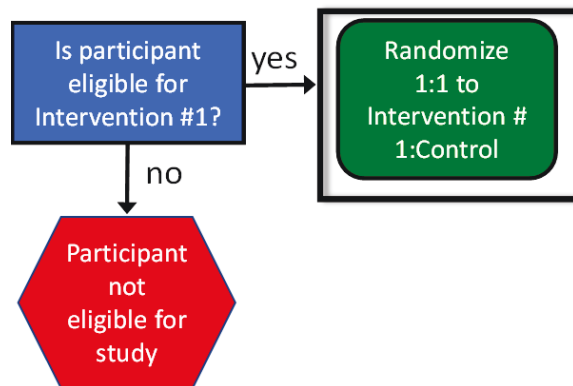 Is participant
eligible for
Intervention #1?
yes
Randomize
1:1 to
Intervention #
1:Control
no
Participant
not
eligible for
study